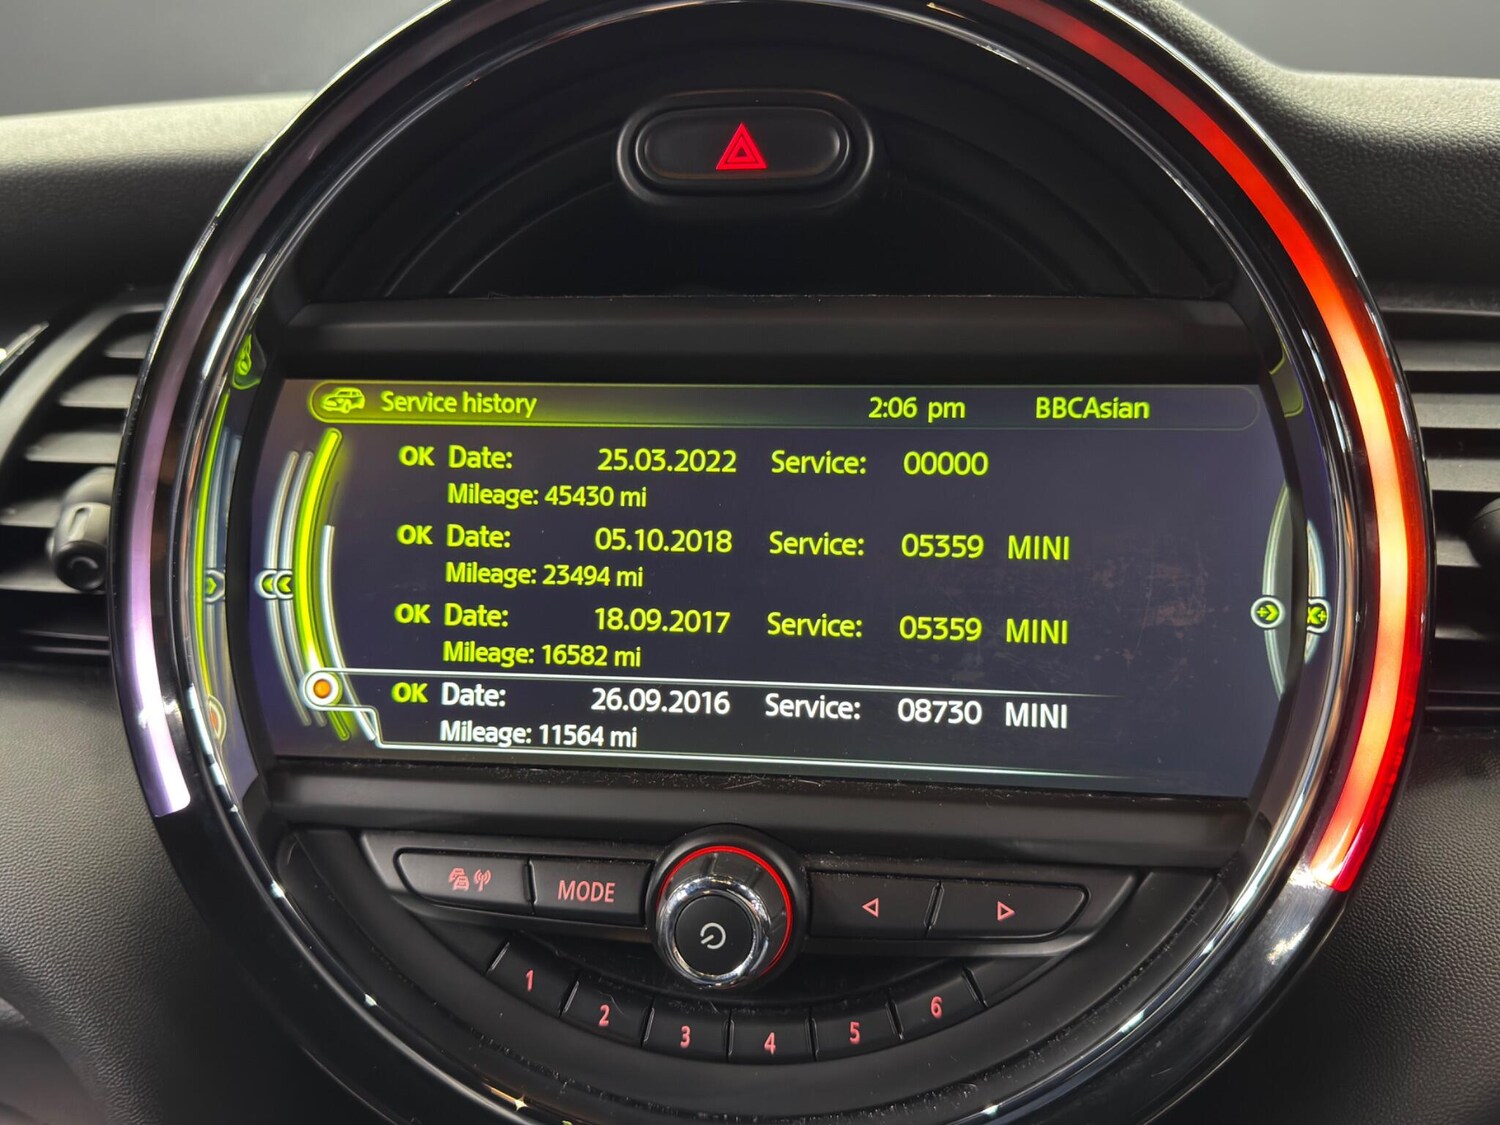 Service history 2:06 pm BBCAsian
OK Date: 25.03.2022 Service: 00000
Mileage: 45430 mi
OK Date: 05.10.2018 Service: 05359 MINI
Mileage: 23494 mi
OK Date: 18.09.2017 Service: 05359 MINI
Mileage: 16582 mi
OK Date: 26.09.2016 Service: 08730 MINI
Mileage: 11564 mi
MODE
1 2 3 4 5 6